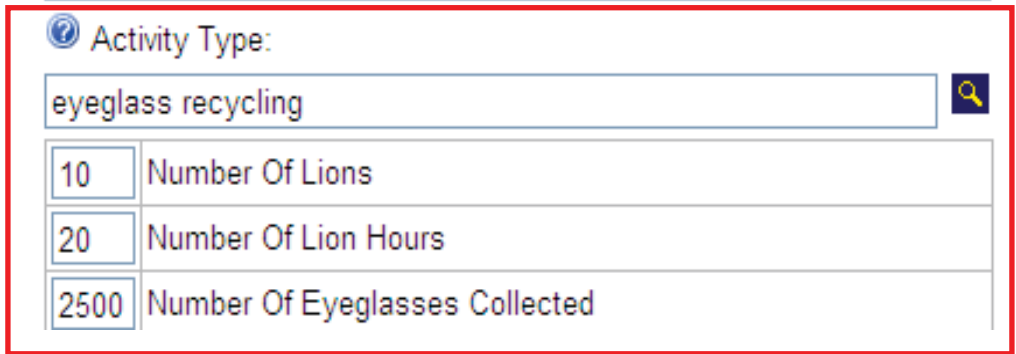 Activity Type:
eyeglass recycling
10 Number Of Lions
20 Number Of Lion Hours
2500 Number Of Eyeglasses Collected